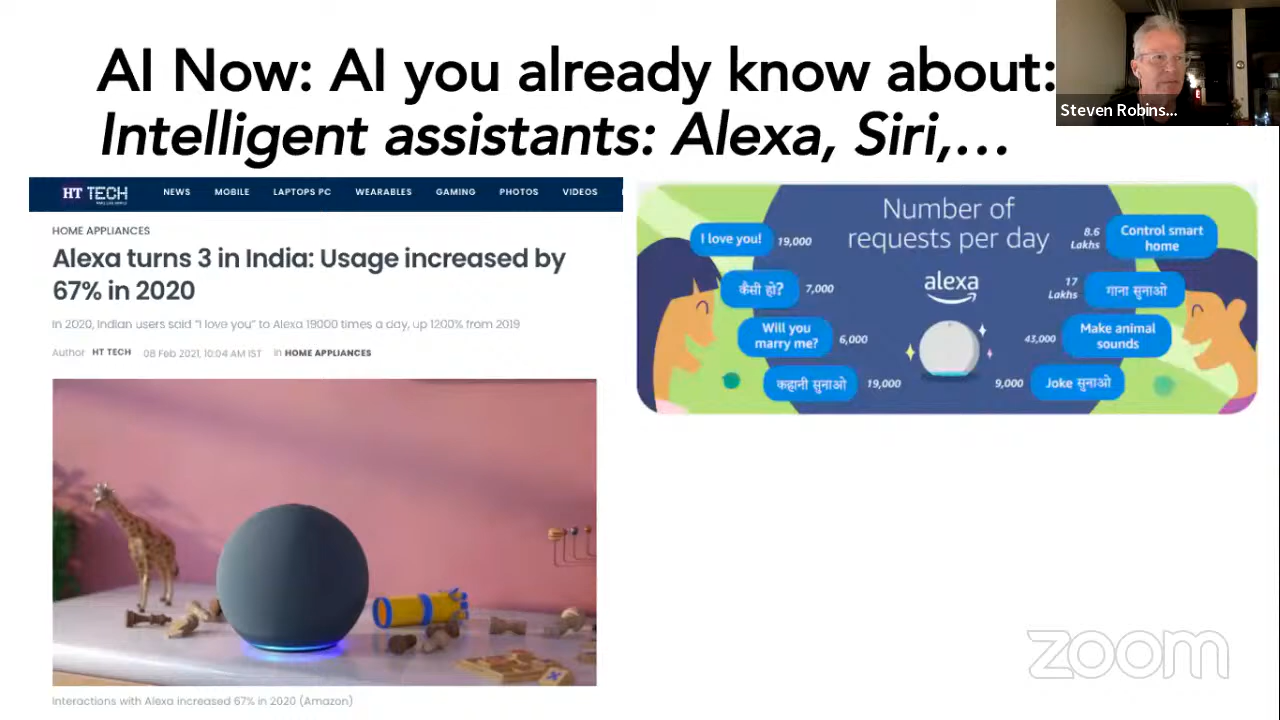 AI Now: AI you already know about:
Intelligent assistants: Alexa, Siri,…
Steven Robins...
HT TECH
NEWS MOBILE LAPTOPS PC WEARABLES GAMING PHOTOS VIDEOS
HOME APPLIANCES
Alexa turns 3 in India: Usage increased by
67% in 2020
In 2020, Indian users said "I love you" to Alexa 19000 times a day, up 1200% from 2019
Author HT TECH 08 Feb 2021, 10:04 AM IST in HOME APPLIANCES
Interactions with Alexa increased 67% in 2020 (Amazon)
Number of
requests per day
alexa
I love you! 19,000
कैसी हो? 7,000
Will you
marry me? 6,000
कहानी सुनाओ 19,000
8.6
Lakhs
Control smart
home
17
Lakhs
गाना सुनाओ
43,000
Make animal
sounds
9,000 Joke सुनाओ
zoom